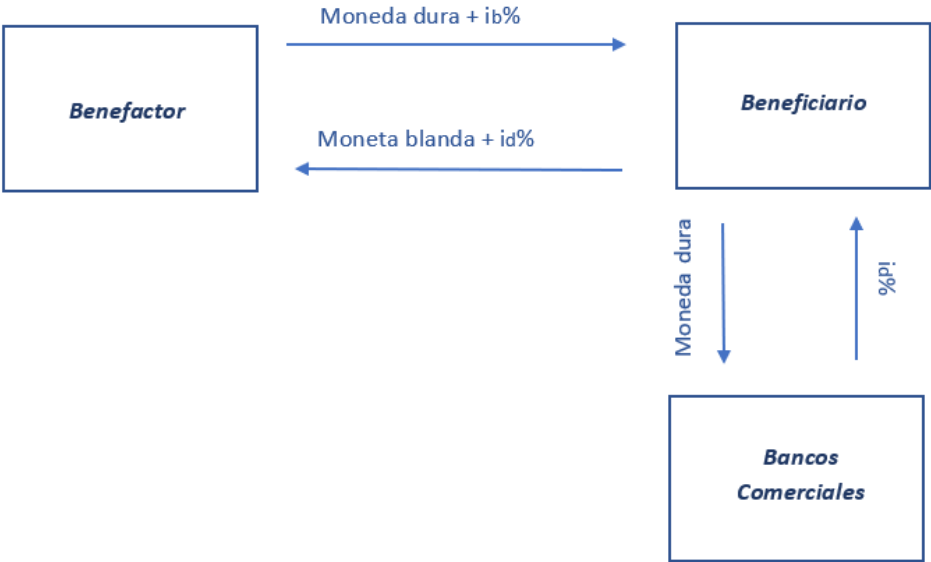 Moneda dura + ib%
Benefactor
Beneficiario
Moneta blanda + id%
Moneda dura
id%
Bancos
Comerciales